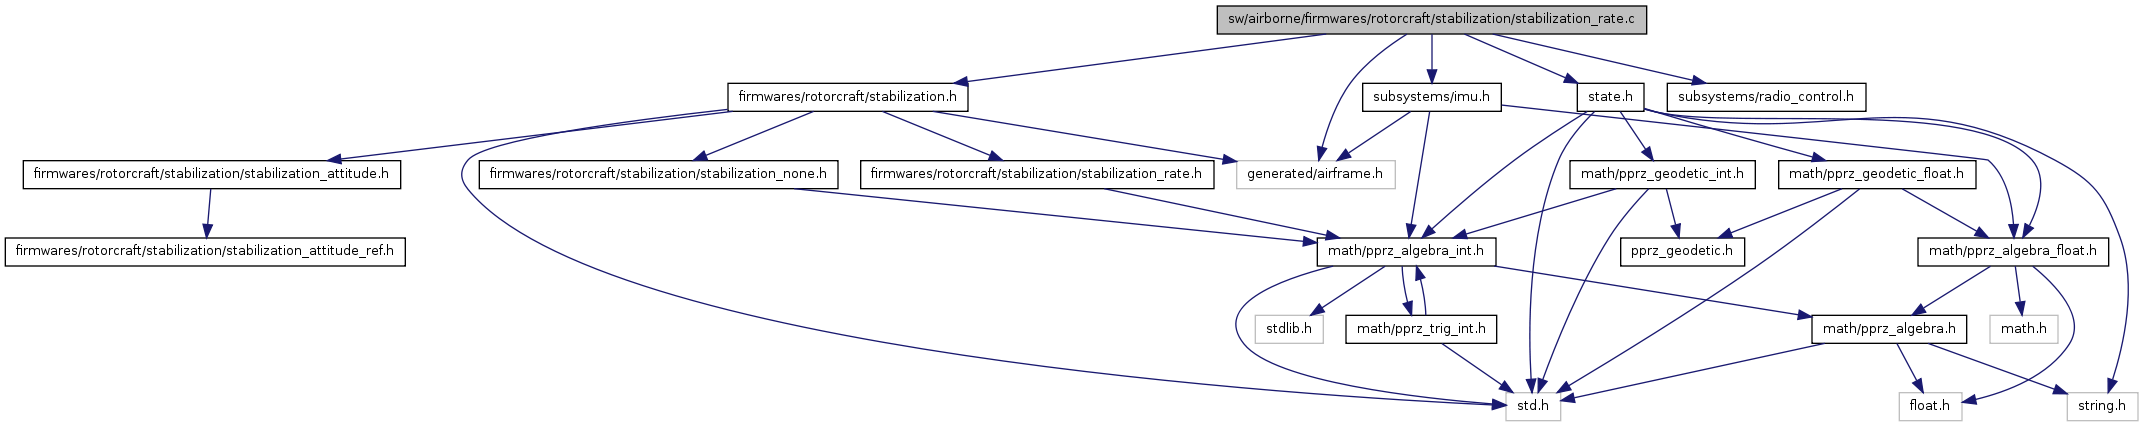 sw/airborne/firmwares/rotorcraft/stabilization/stabilization_rate.c
firmwares/rotorcraft/stabilization.h
subsystems/imu.h
state.h
subsystems/radio_control.h
firmwares/rotorcraft/stabilization/stabilization_attitude.h
firmwares/rotorcraft/stabilization/stabilization_none.h
firmwares/rotorcraft/stabilization/stabilization_rate.h
generated/airframe.h
math/pprz_geodetic_int.h
math/pprz_geodetic_float.h
firmwares/rotorcraft/stabilization/stabilization_attitude_ref.h
math/pprz_algebra_int.h
pprz_geodetic.h
math/pprz_algebra_float.h
stdlib.h
math/pprz_trig_int.h
math/pprz_algebra.h
math.h
std.h
float.h
string.h